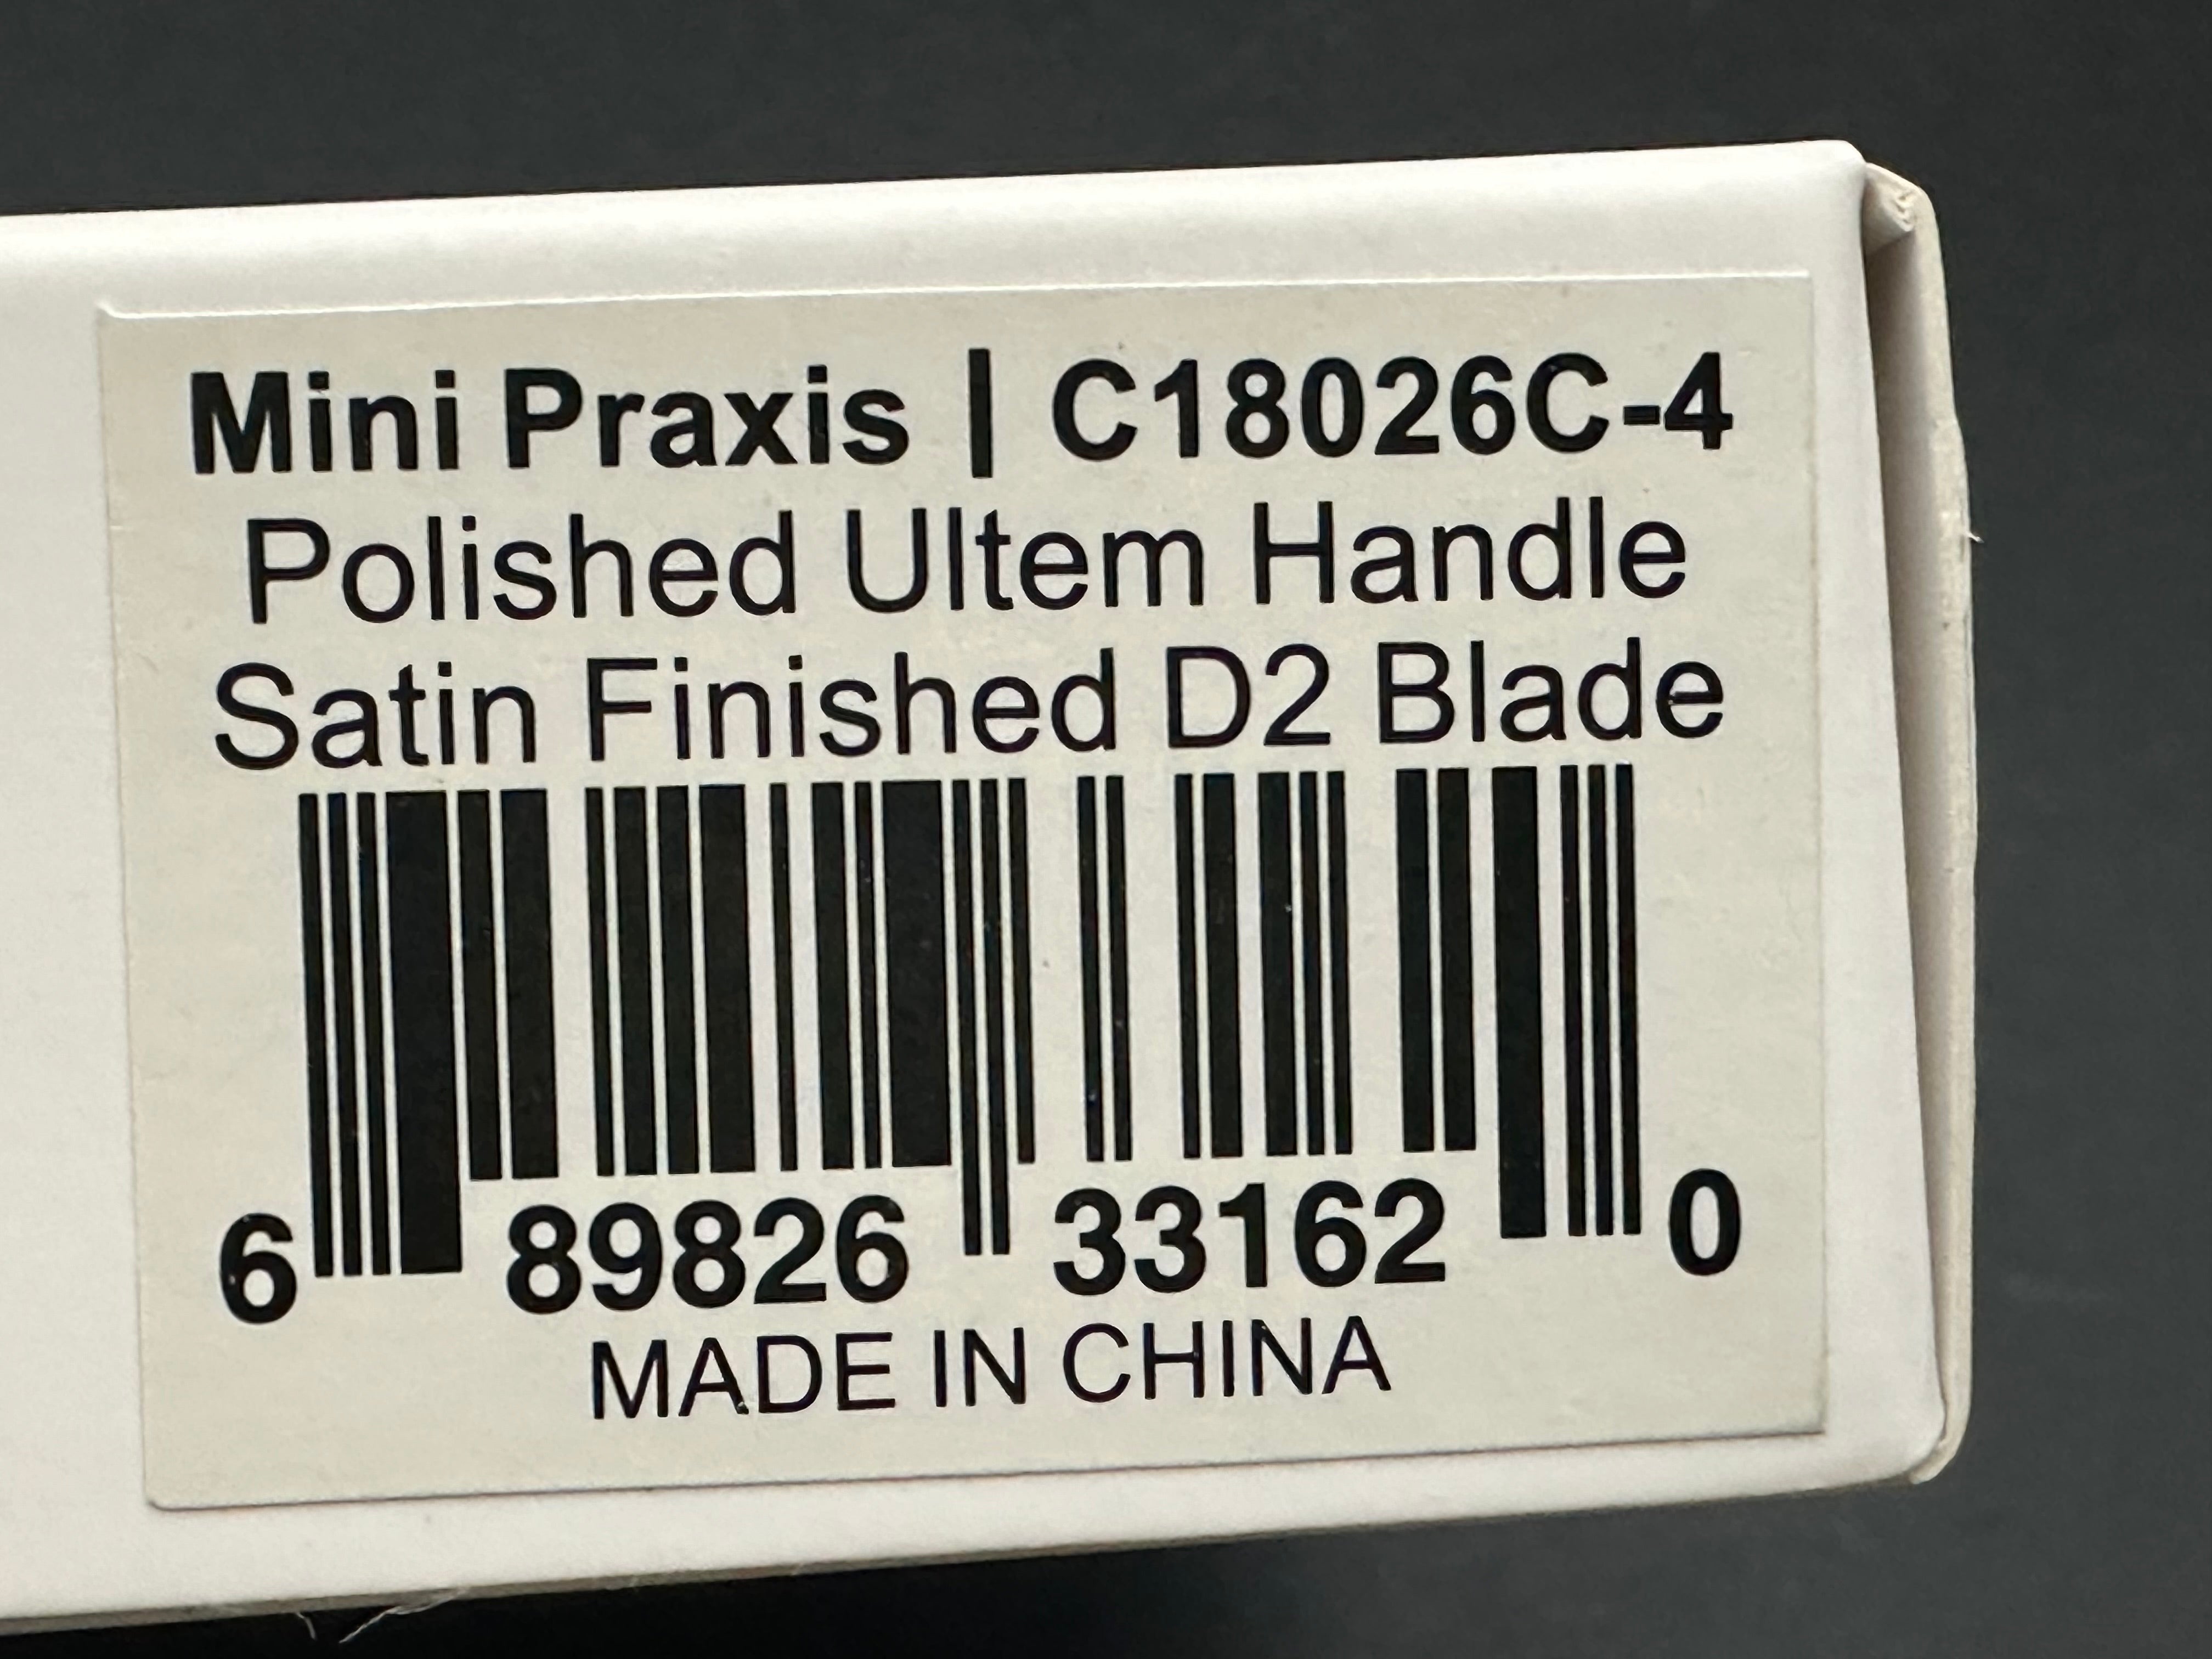 Mini Praxis | C18026C-4
Polished Ultem Handle
Satin Finished D2 Blade
6 89826 33162 0
MADE IN CHINA